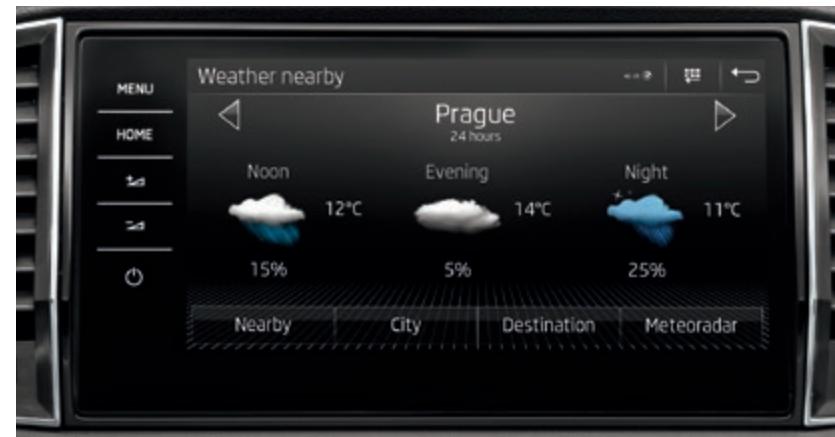 MENU
HOME
Weather nearby
Prague
24 hours
Noon Evening Night
12°C 14°C 11°C
15% 5% 25%
Nearby City Destination Meteoradar